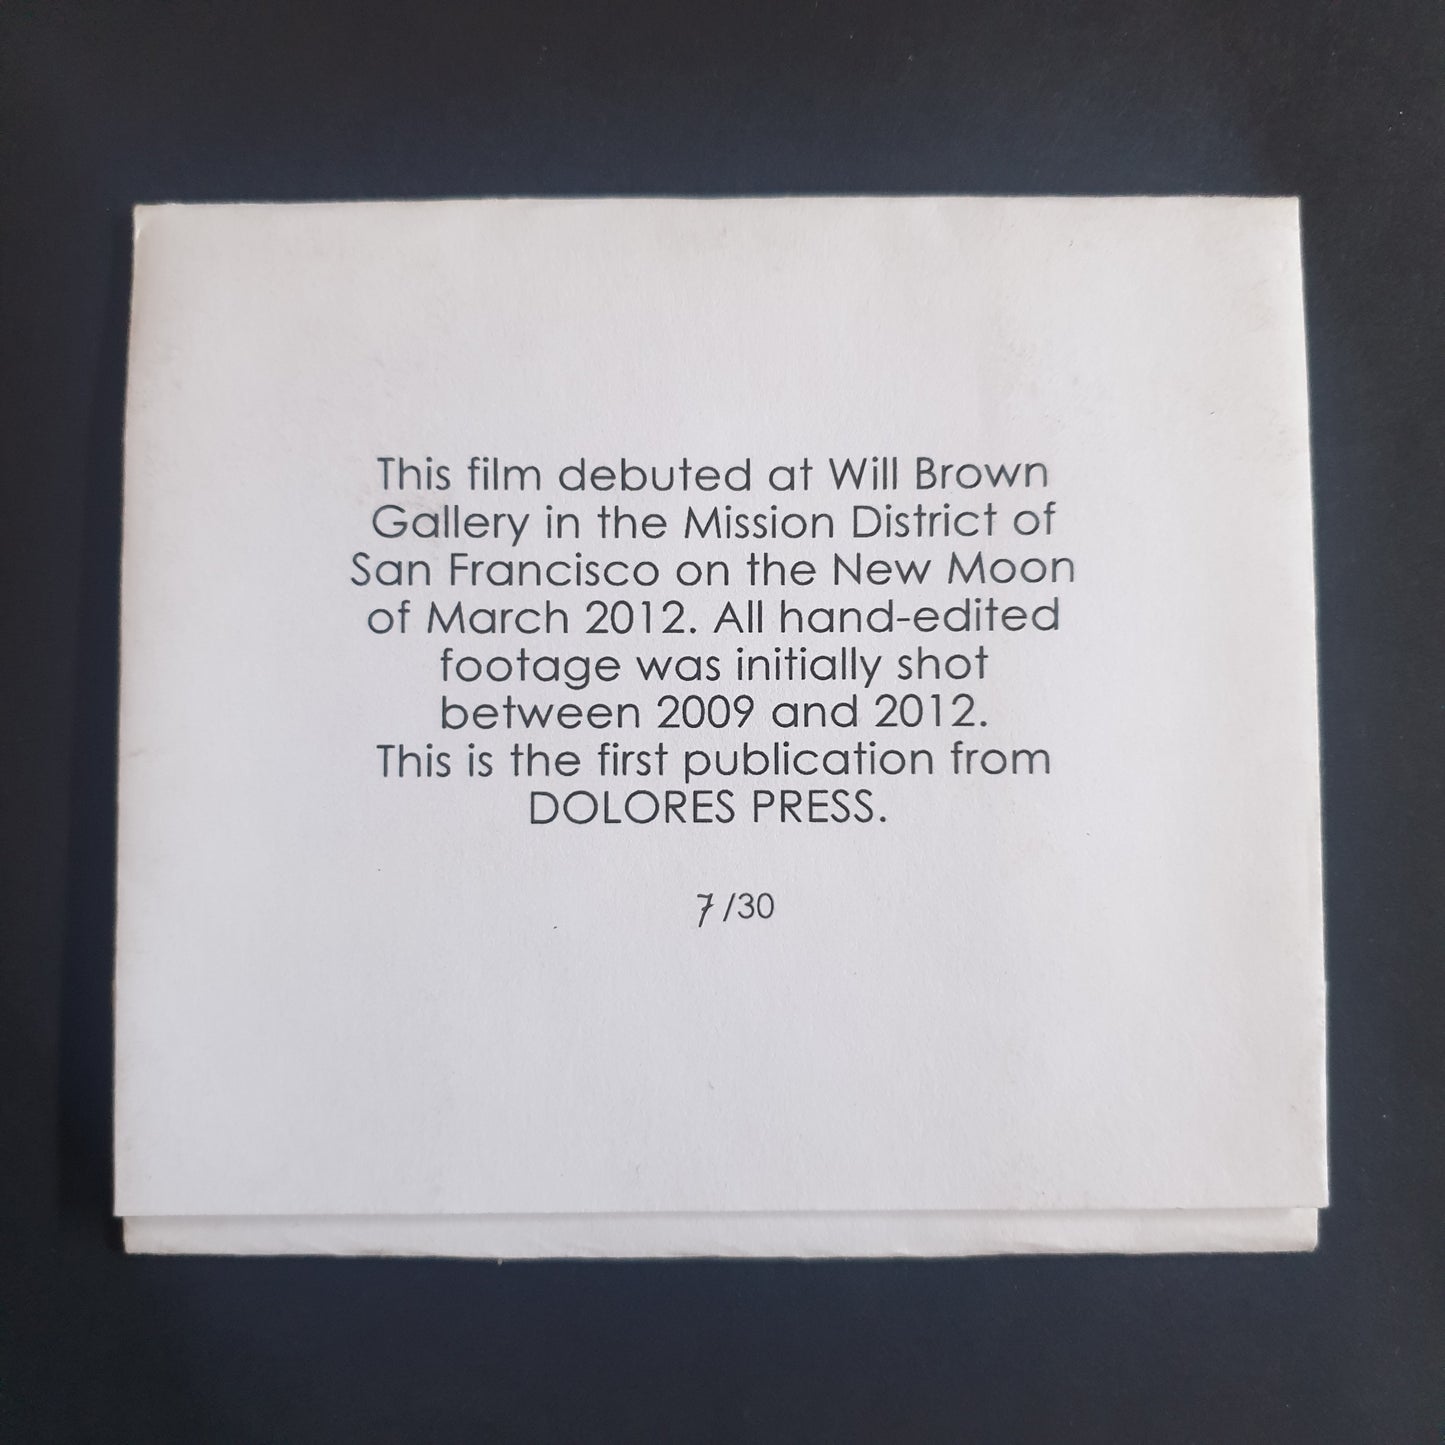 This film debuted at Will Brown
Gallery in the Mission District of
San Francisco on the New Moon
of March 2012. All hand-edited
footage was initially shot
between 2009 and 2012.
This is the first publication from
DOLORES PRESS.
7/30